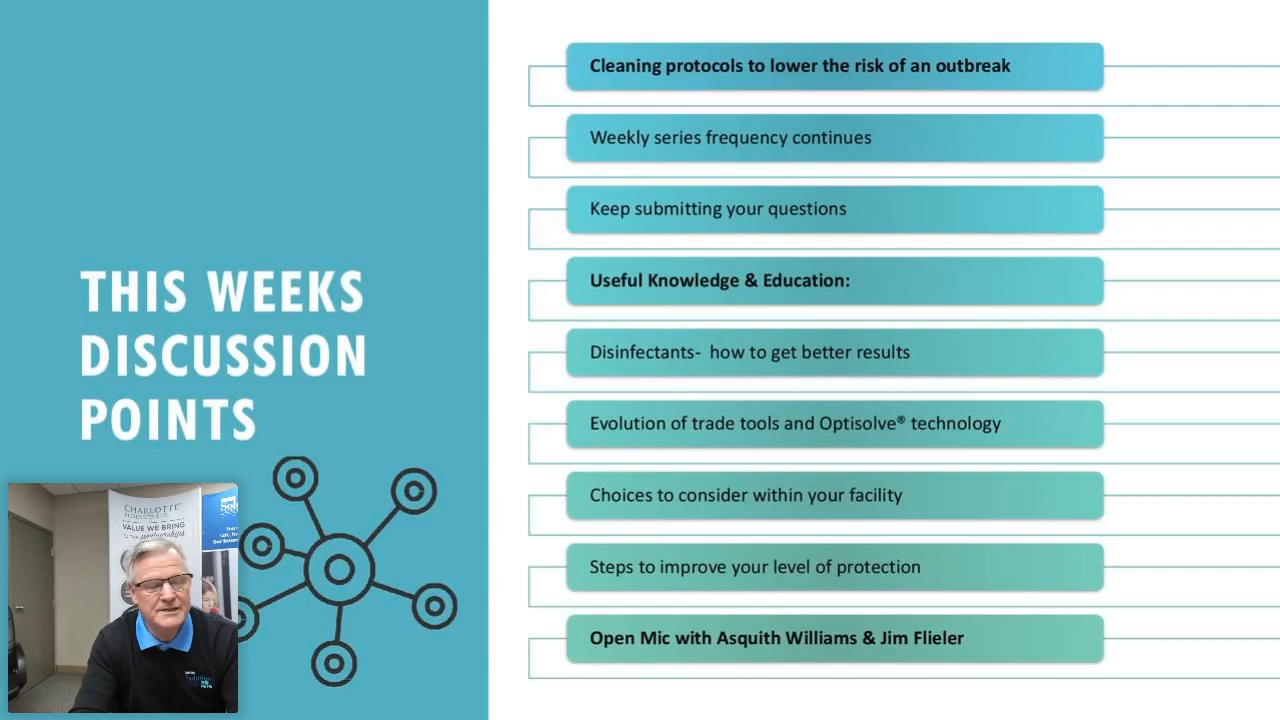 THIS WEEKS
DISCUSSION
POINTS
Cleaning protocols to lower the risk of an outbreak
Weekly series frequency continues
Keep submitting your questions
Useful Knowledge & Education:
Disinfectants- how to get better results
Evolution of trade tools and Optisolve® technology
Choices to consider within your facility
Steps to improve your level of protection
Open Mic with Asquith Williams & Jim Flieler
CHARLOTTE
PRODUCTS LTD.
VALUE WE BRING
partnerships